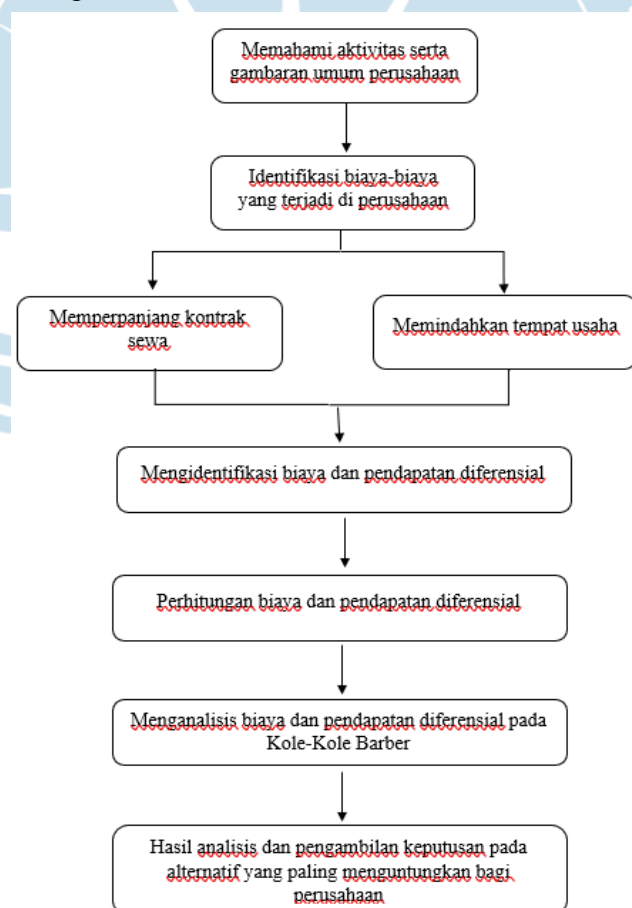 Memahami aktivitas serta
gambaran umum perusahaan
Identifikasi biaya-biaya
yang terjadi di perusahaan
Memperpanjang kontrak
sewa
Memindahkan tempat usaha
Mengidentifikasi biaya dan pendapatan diferensial
Perhitungan biaya dan pendapatan diferensial
Menganalisis biaya dan pendapatan diferensial pada
Kole-Kole Barber
Hasil analisis dan pengambilan keputusan pada
alternatif yang paling menguntungkan bagi
perusahaan